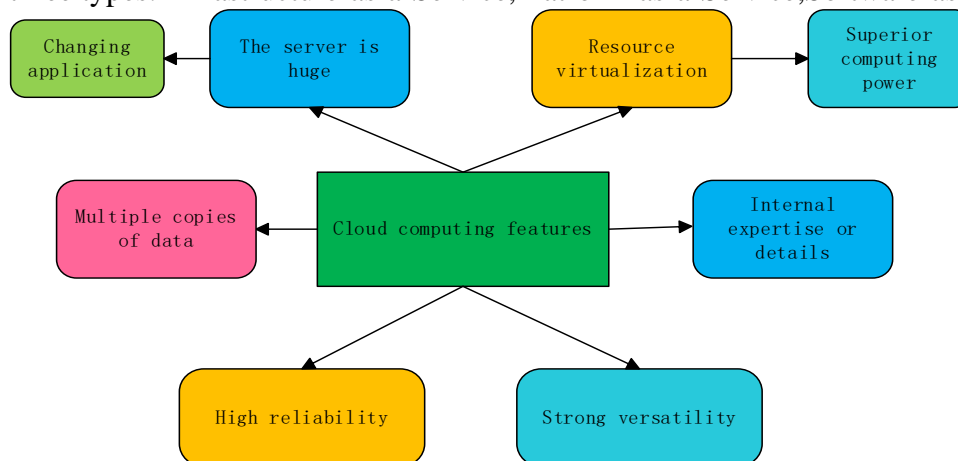 Changing
application
The server is
huge
Resource
virtualization
Superior
computing
power
Multiple copies
of data
Cloud computing features
Internal
expertise or
details
High reliability
Strong versatility